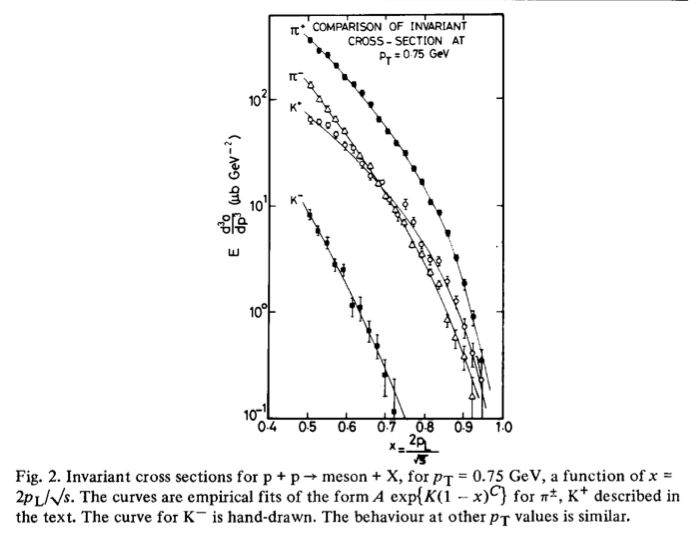 π⁺ COMPARISON OF INVARIANT
CROSS-SECTION AT
p_T = 0·75 GeV
π⁻
K⁺
K⁻
10²
10¹
10⁰
10⁻¹
E d³σ/dp³ (μb GeV⁻²)
0·4 0·5 0·6 0·7 0·8 0·9 1·0
x = 2p_L/√s
Fig. 2. Invariant cross sections for p + p → meson + X, for p_T = 0.75 GeV, a function of x =
2p_L/√s. The curves are empirical fits of the form A exp{K(1 − x)^C} for π^±, K⁺ described in
the text. The curve for K⁻ is hand-drawn. The behaviour at other p_T values is similar.